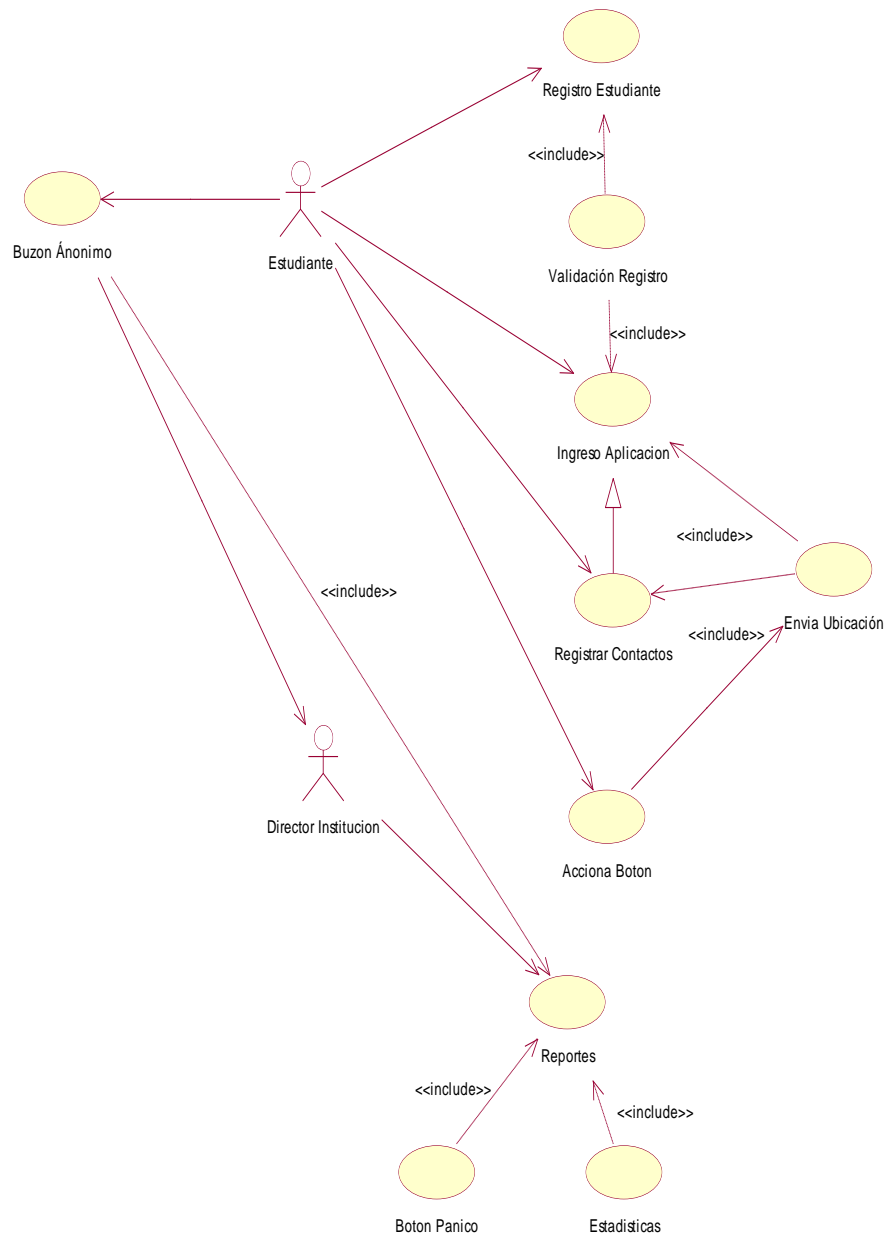 Registro Estudiante
<<include>>
Buzon Ánonimo
Estudiante
Validación Registro
<<include>>
Ingreso Aplicacion
<<include>>
<<include>>
Envia Ubicación
<<include>>
Registrar Contactos
Director Institucion
Acciona Boton
Reportes
<<include>>
<<include>>
Boton Panico
Estadisticas